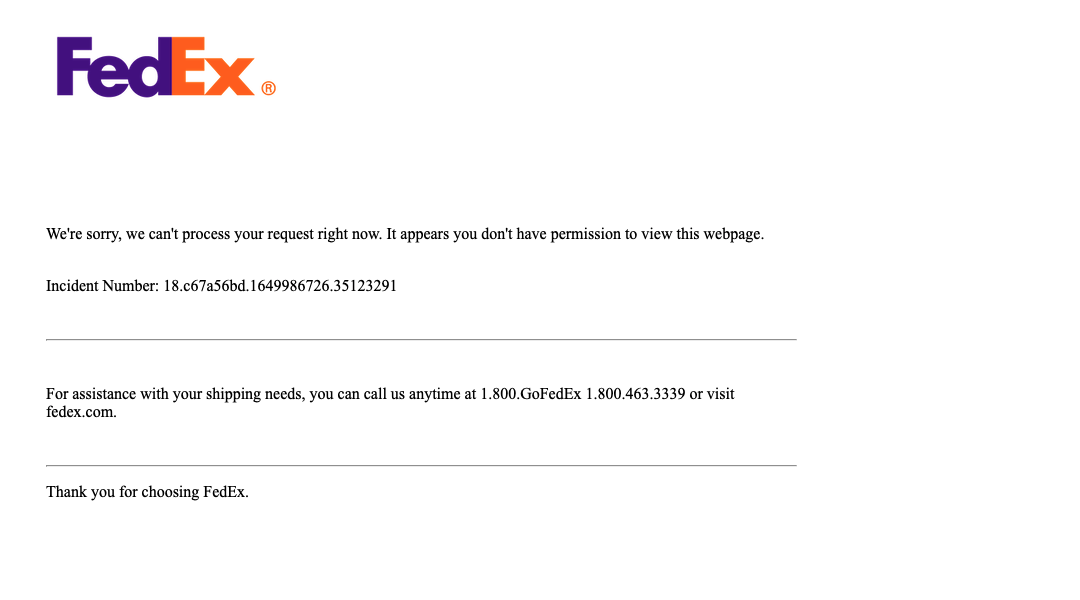 FedEx ®
We're sorry, we can't process your request right now. It appears you don't have permission to view this webpage.
Incident Number: 18.c67a56bd.1649986726.35123291
For assistance with your shipping needs, you can call us anytime at 1.800.GoFedEx 1.800.463.3339 or visit
fedex.com.
Thank you for choosing FedEx.